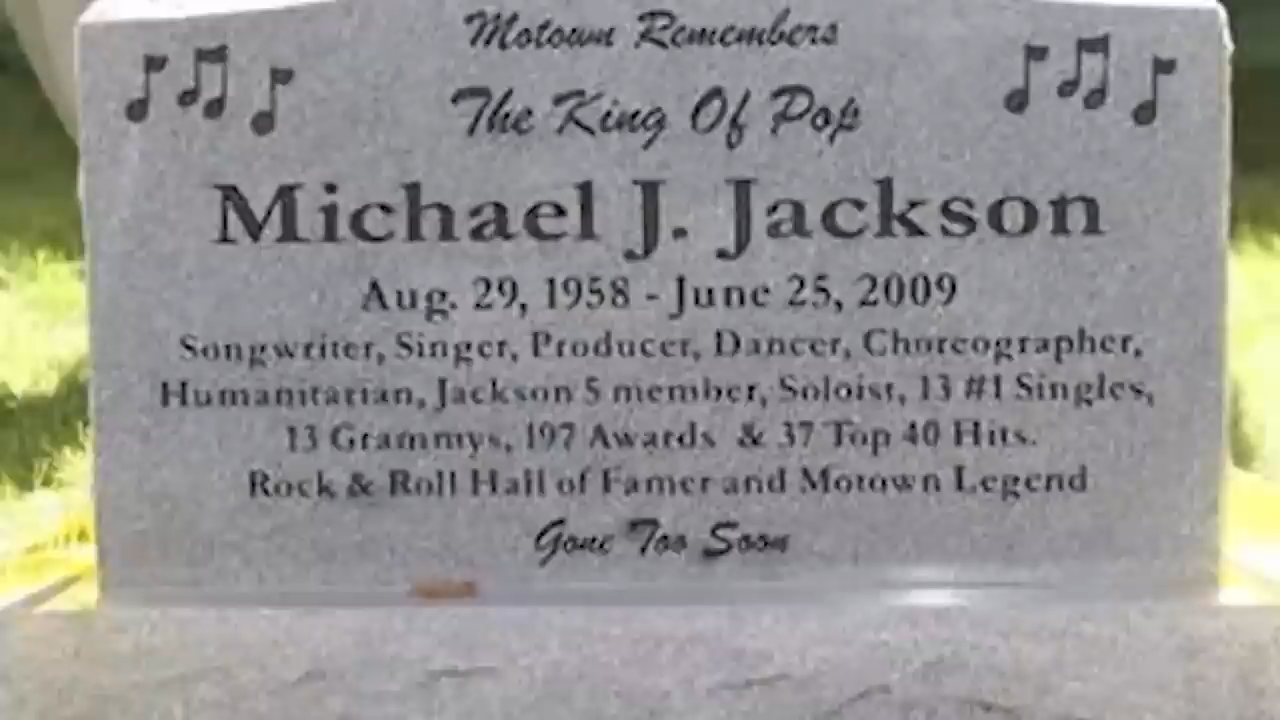 Motown Remembers
The King Of Pop
Michael J. Jackson
Aug. 29, 1958 - June 25, 2009
Songwriter, Singer, Producer, Dancer, Choreographer,
Humanitarian, Jackson 5 member, Soloist, 13 #1 Singles,
13 Grammys, 197 Awards & 37 Top 40 Hits.
Rock & Roll Hall of Famer and Motown Legend
Gone Too Soon